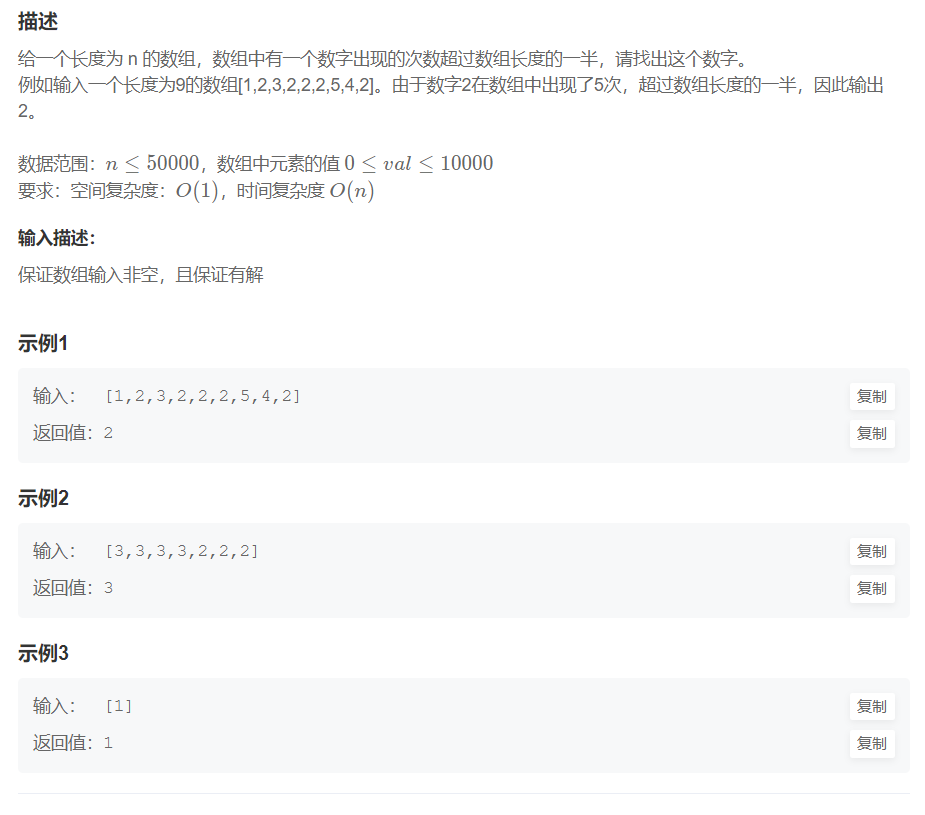 描述
给一个长度为 n 的数组，数组中有一个数字出现的次数超过数组长度的一半，请找出这个数字。
例如输入一个长度为9的数组[1,2,3,2,2,2,5,4,2]。由于数字2在数组中出现了5次，超过数组长度的一半，因此输出
2。
数据范围：n ≤ 50000，数组中元素的值 0 ≤ val ≤ 10000
要求：空间复杂度：O(1)，时间复杂度 O(n)
输入描述：
保证数组输入非空，且保证有解
示例1
输入： [1,2,3,2,2,2,5,4,2] 复制
返回值：2 复制
示例2
输入： [3,3,3,3,2,2,2] 复制
返回值：3 复制
示例3
输入： [1] 复制
返回值：1 复制